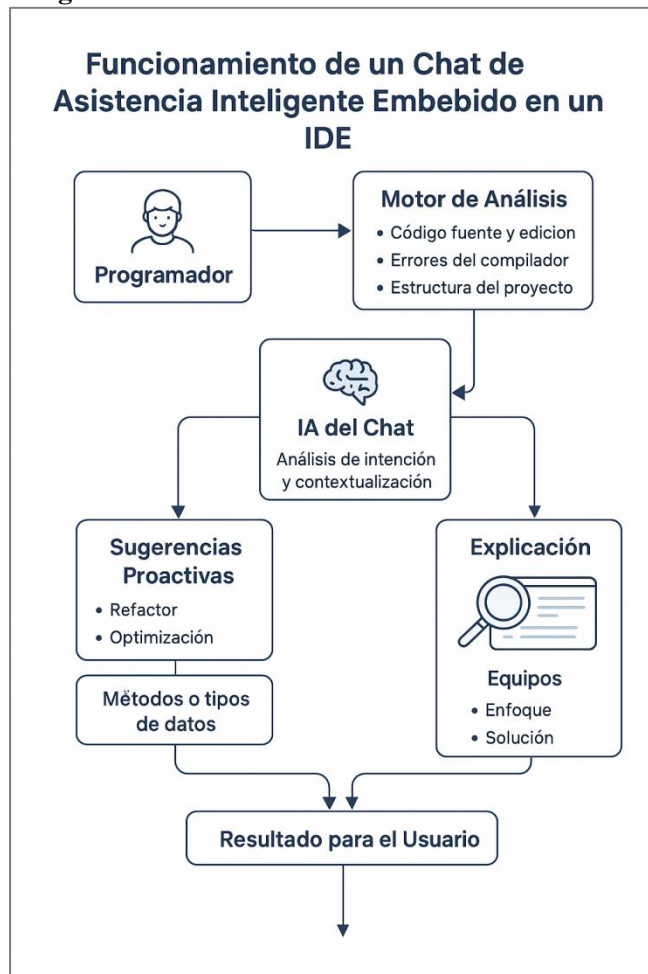 Funcionamiento de un Chat de
Asistencia Inteligente Embebido en un
IDE
Programador
Motor de Análisis
• Código fuente y edicion
• Errores del compilador
• Estructura del proyecto
IA del Chat
Análisis de intención
y contextualización
Sugerencias
Proactivas
• Refactor
• Optimización
Métodos o tipos
de datos
Explicación
Equipos
• Enfoque
• Solución
Resultado para el Usuario